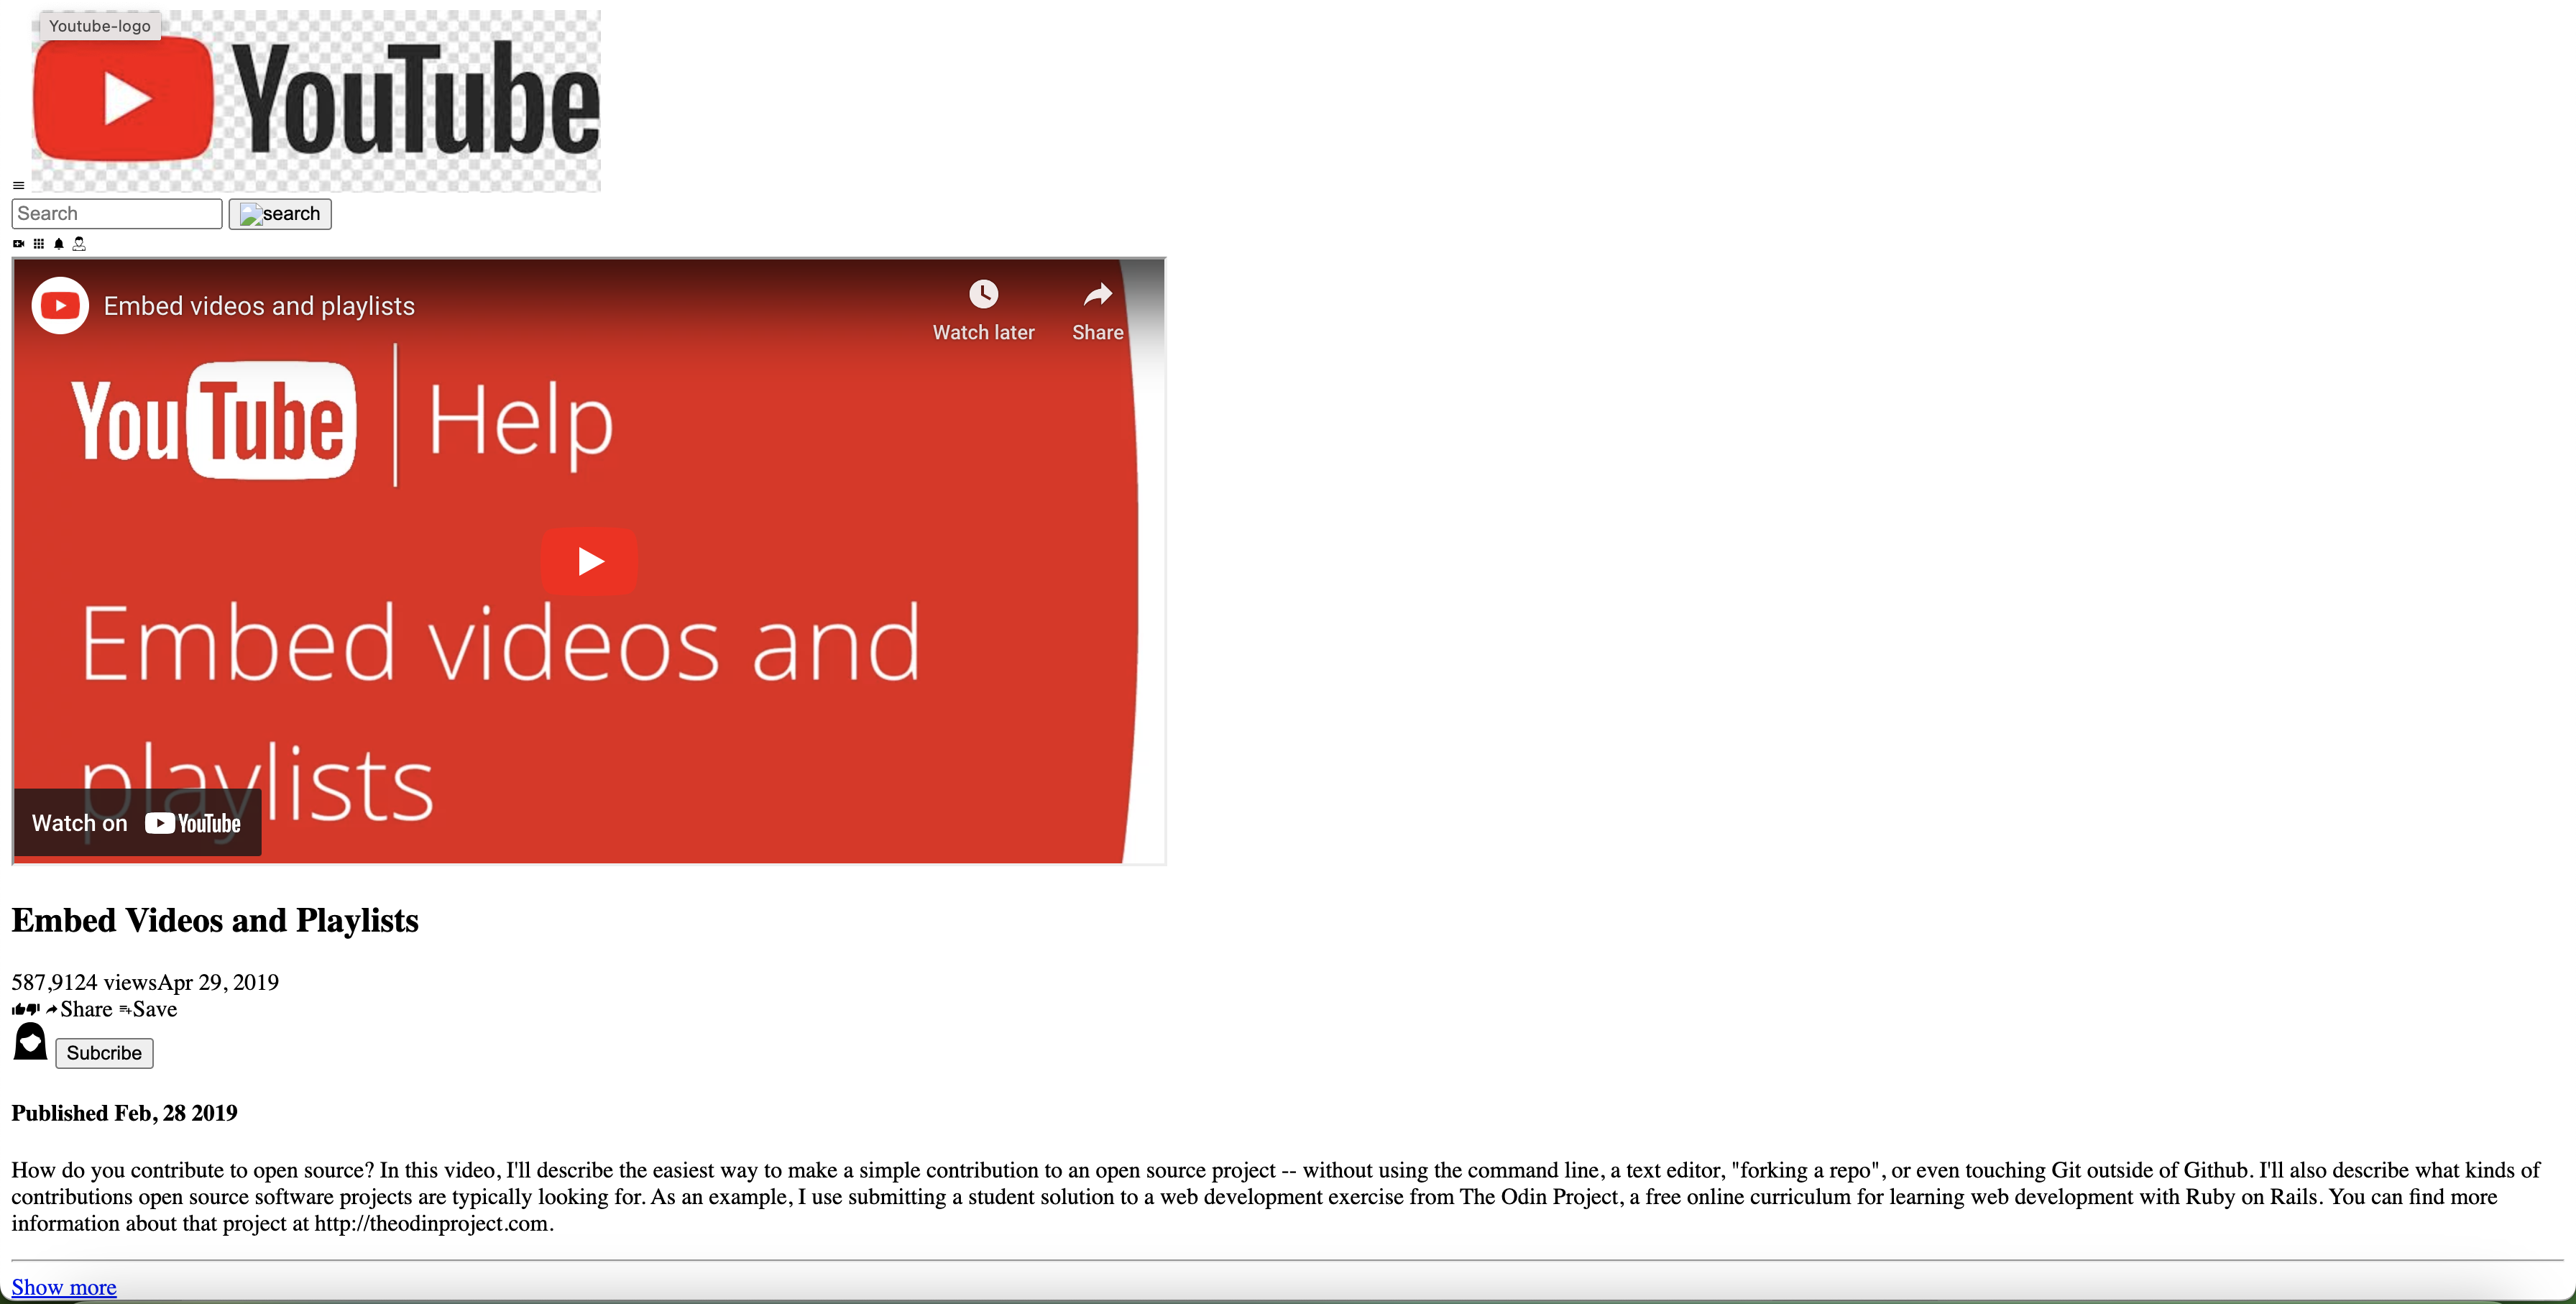 Youtube-logo
YouTube
Search
search
Embed videos and playlists
Watch later
Share
YouTube
Help
Embed videos and
playlists
Watch on YouTube
Embed Videos and Playlists
587,9124 viewsApr 29, 2019
Share Save
Subcribe
Published Feb, 28 2019
How do you contribute to open source? In this video, I'll describe the easiest way to make a simple contribution to an open source project -- without using the command line, a text editor, "forking a repo", or even touching Git outside of Github. I'll also describe what kinds of
contributions open source software projects are typically looking for. As an example, I use submitting a student solution to a web development exercise from The Odin Project, a free online curriculum for learning web development with Ruby on Rails. You can find more
information about that project at http://theodinproject.com.
Show more